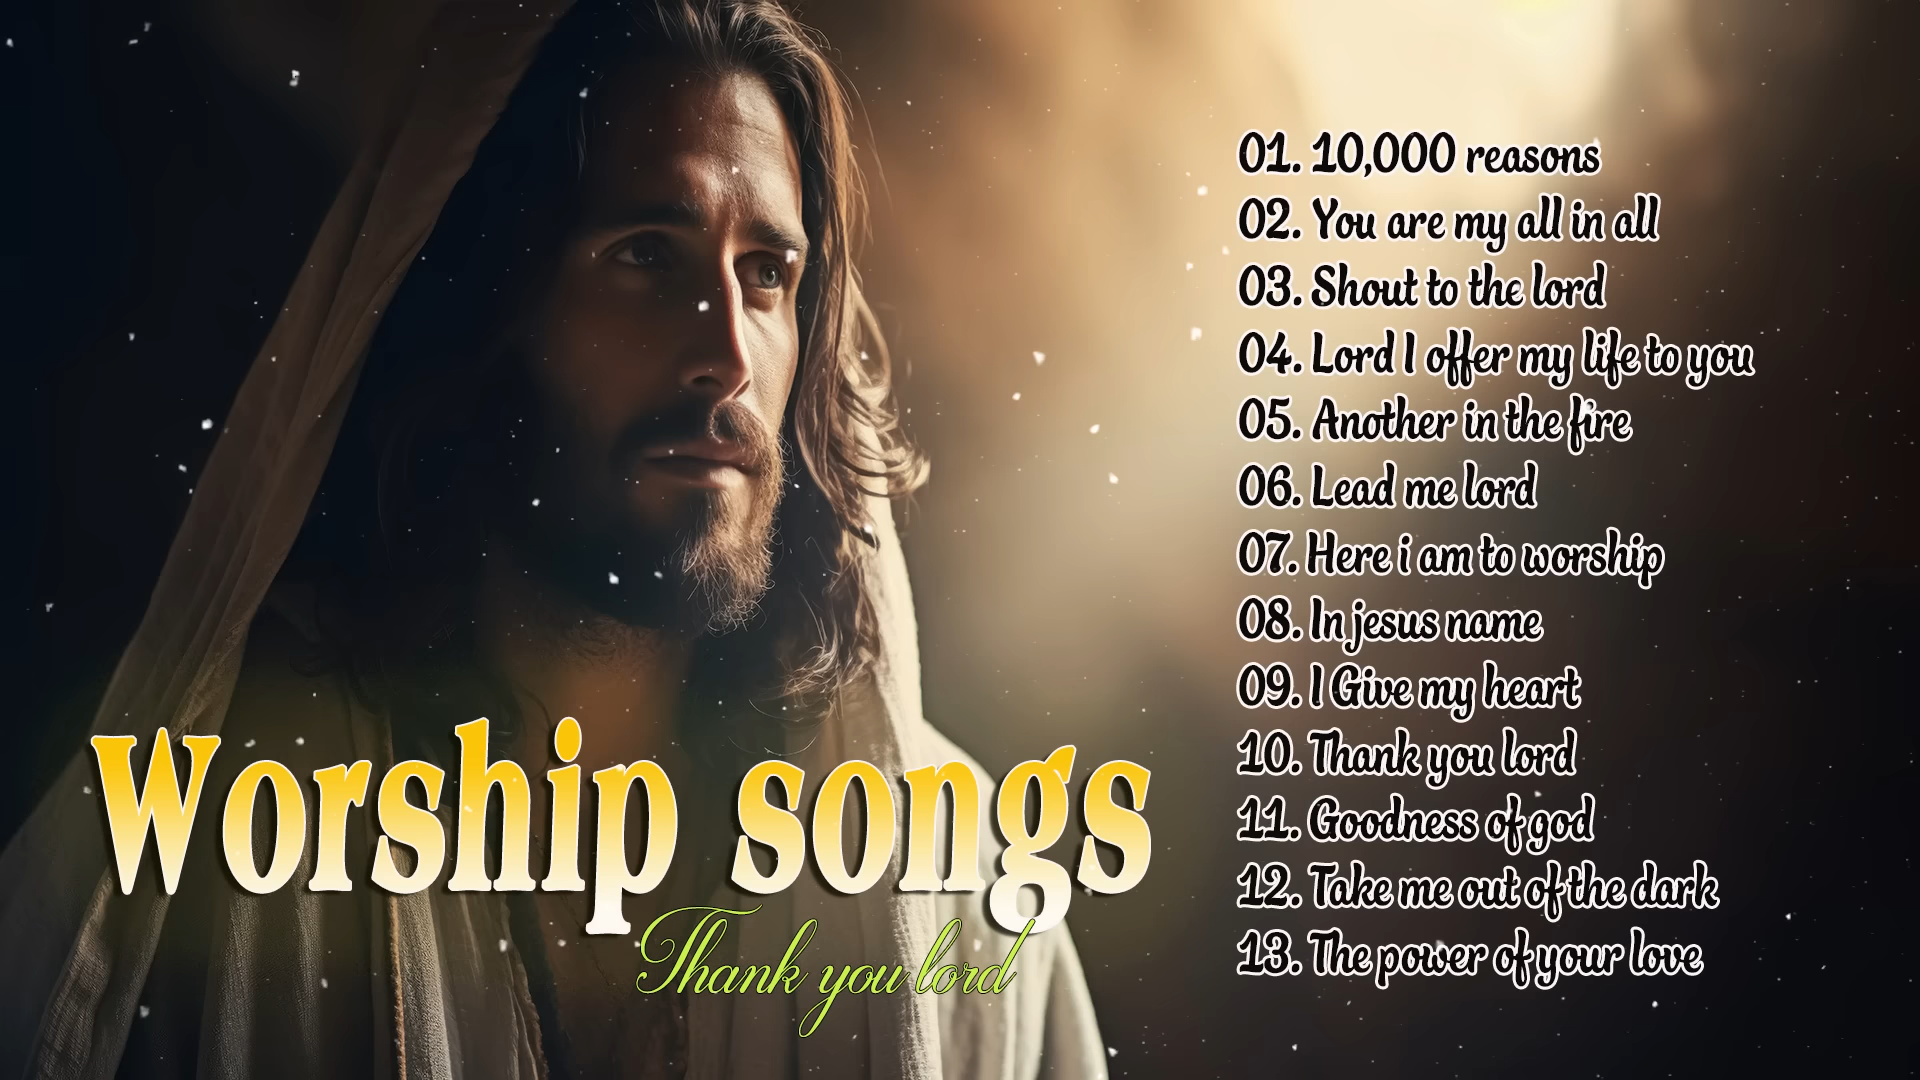 Worship songs
Thank you lord
01. 10,000 reasons
02. You are my all in all
03. Shout to the lord
04. Lord I offer my life to you
05. Another in the fire
06. Lead me lord
07. Here i am to worship
08. In jesus name
09. I Give my heart
10. Thank you lord
11. Goodness of god
12. Take me out of the dark
13. The power of your love